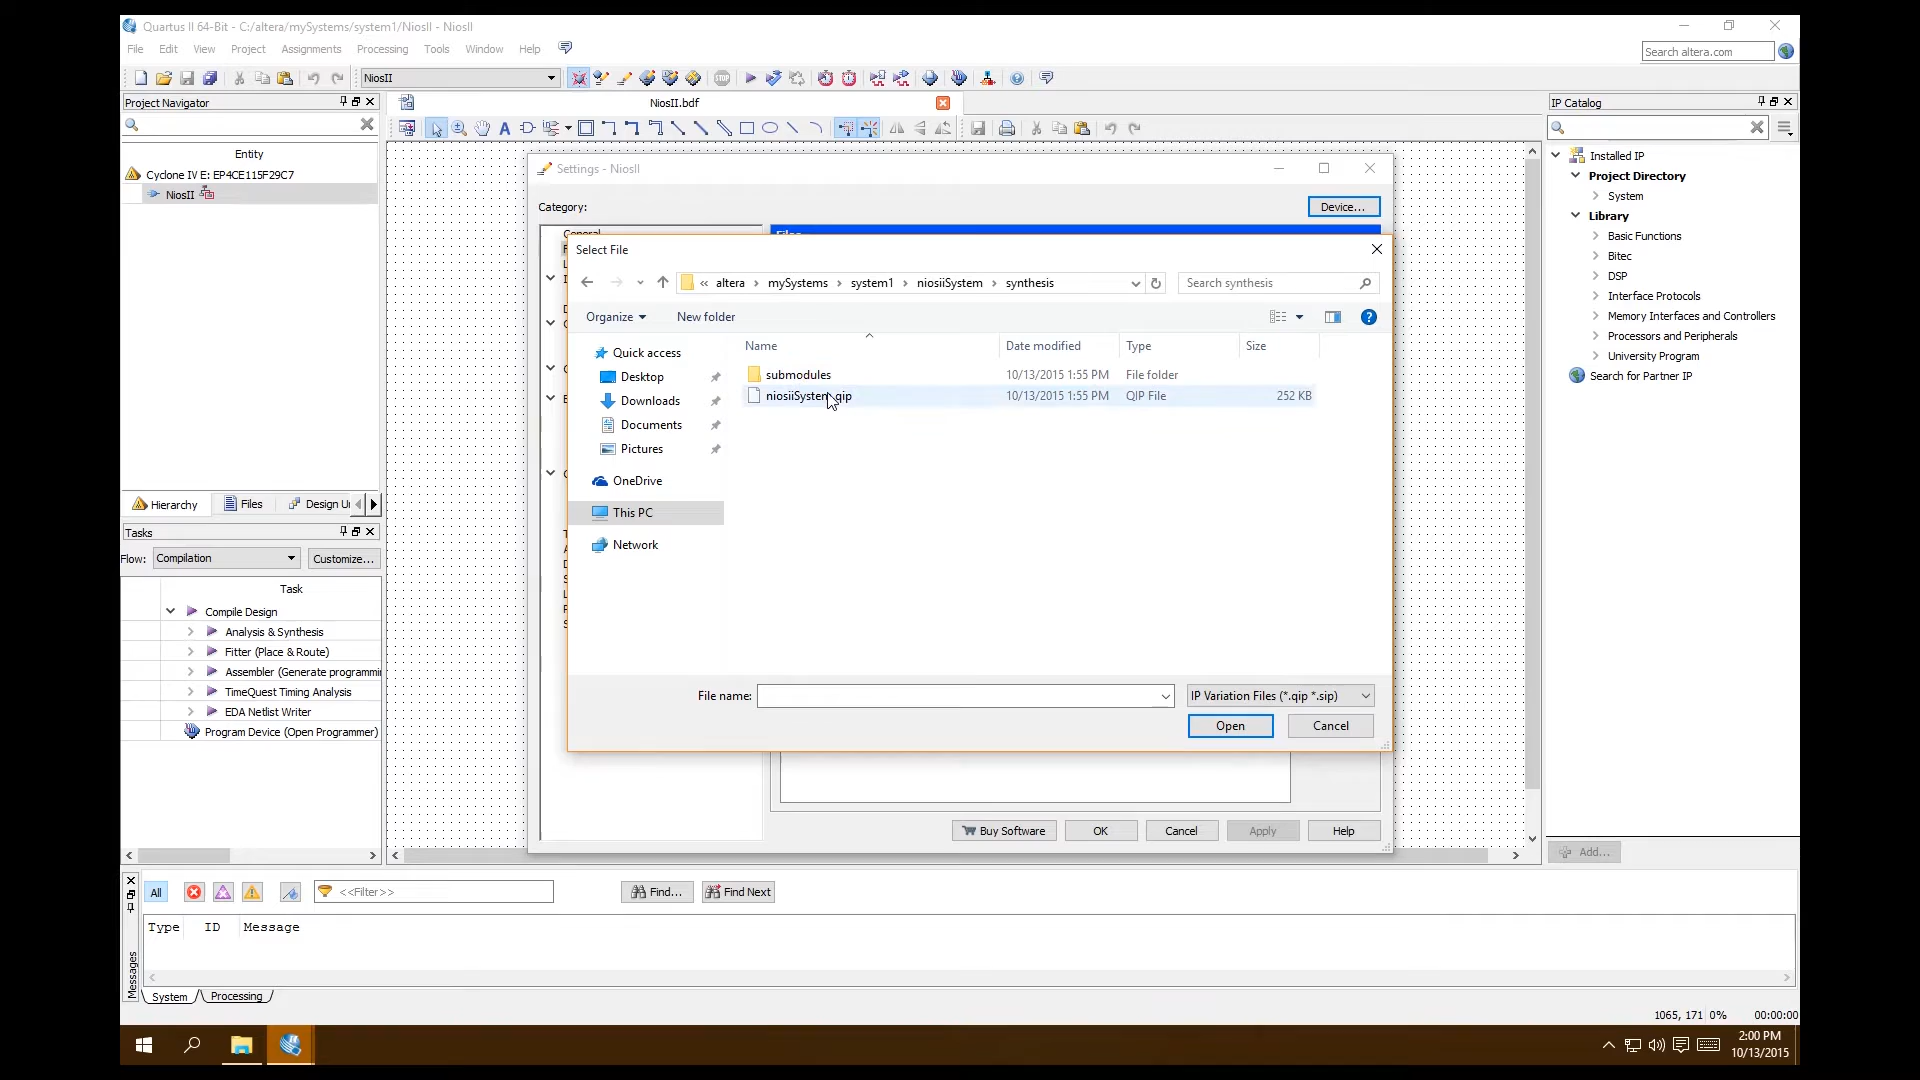 Quartus II 64-Bit - C:/altera/mySystems/system1/NiosII - NiosII
File Edit View Project Assignments Processing Tools Window Help
Search altera.com
NiosII
Project Navigator
NiosII.bdf
IP Catalog
Entity
Cyclone IV E: EP4CE115F29C7
NiosII
Settings - NiosII
Category:
Device...
General
Files
Select File
« altera › mySystems › system1 › niosiiSystem › synthesis
Search synthesis
Organize
New folder
Quick access
Desktop
Downloads
Documents
Pictures
OneDrive
This PC
Network
Name Date modified Type Size
submodules 10/13/2015 1:55 PM File folder
niosiiSystem.qip 10/13/2015 1:55 PM QIP File 252 KB
File name:
IP Variation Files (*.qip *.sip)
Open
Cancel
Buy Software
OK
Cancel
Apply
Help
Installed IP
Project Directory
System
Library
Basic Functions
Bitec
DSP
Interface Protocols
Memory Interfaces and Controllers
Processors and Peripherals
University Program
Search for Partner IP
Add...
Hierarchy
Files
Tasks
Flow:
Compilation
Customize...
Task
Compile Design
Analysis & Synthesis
Fitter (Place & Route)
Assembler (Generate
TimeQuest Timing Analysis
EDA Netlist Writer
Program Device (Open Programmer)
All
<<Filter>>
Find...
Find Next
Type ID Message
Messages
System
Processing
1065, 171 0% 00:00:00
2:00 PM
10/13/2015